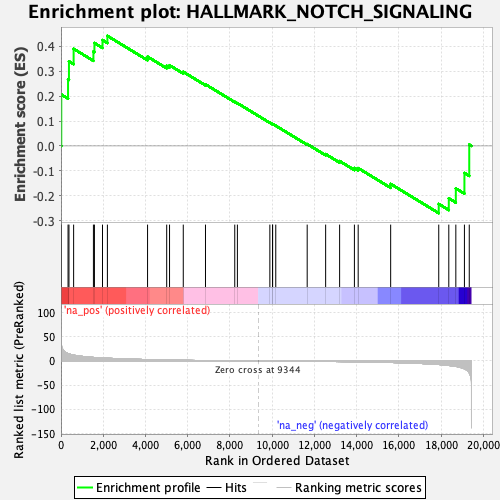 Enrichment plot: HALLMARK_NOTCH_SIGNALING
Enrichment score (ES)
0.4
0.3
0.2
0.1
0.0
-0.1
-0.2
-0.3
'na_pos' (positively correlated)
Ranked list metric (PreRanked)
100
50
0
-50
-100
-150
Zero cross at 9344
'na_neg' (negatively correlated)
0
2,000
4,000
6,000
8,000
10,000
12,000
14,000
16,000
18,000
20,000
Rank in Ordered Dataset
Enrichment profile
Hits
Ranking metric scores